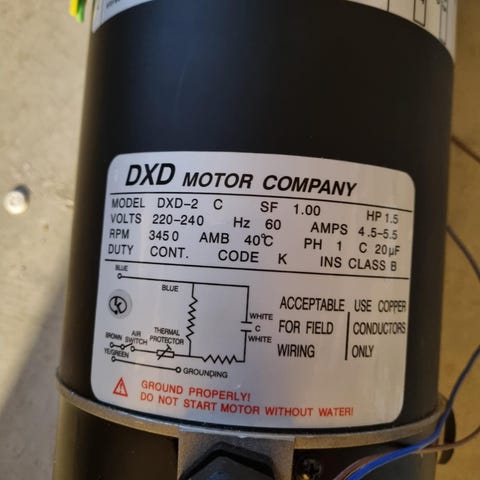 DXD MOTOR COMPANY
MODEL DXD-2 C SF 1.00 HP 1.5
VOLTS 220-240 Hz 60 AMPS 4.5-5.5
RPM 3450 AMB 40℃ PH 1 C 20µF
DUTY CONT. CODE K INS CLASS B
BLUE
BLUE
WHITE
C
WHITE
THERMAL
PROTECTOR
AIR
SWITCH
BROWN
YE/GREEN
GROUNDING
ACCEPTABLE
FOR FIELD
WIRING
USE COPPER
CONDUCTORS
ONLY
GROUND PROPERLY!
DO NOT START MOTOR WITHOUT WATER!